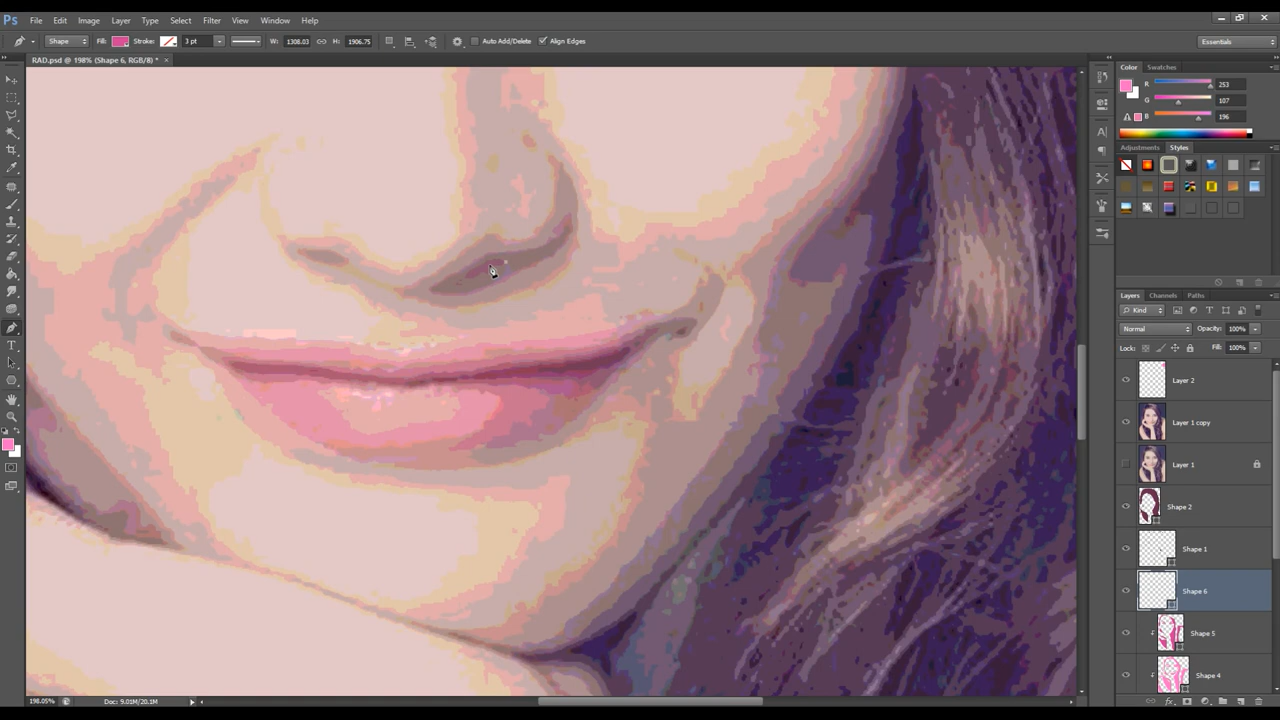 Ps File Edit Image Layer Type Select Filter View Window Help
Shape Fill: Stroke: 3 pt W: 1308.03 H: 1906.75 Auto Add/Delete Align Edges Essentials
RAD.psd @ 198% (Shape 6, RGB/8) * ×
Color Swatches
R 253
G 107
B 196
Adjustments Styles
Layers Channels Paths
Kind
Normal Opacity: 100%
Lock: Fill: 100%
Layer 2
Layer 1 copy
Layer 1
Shape 2
Shape 1
Shape 6
Shape 5
Shape 4
198.05% Doc: 9.01M/20.1M